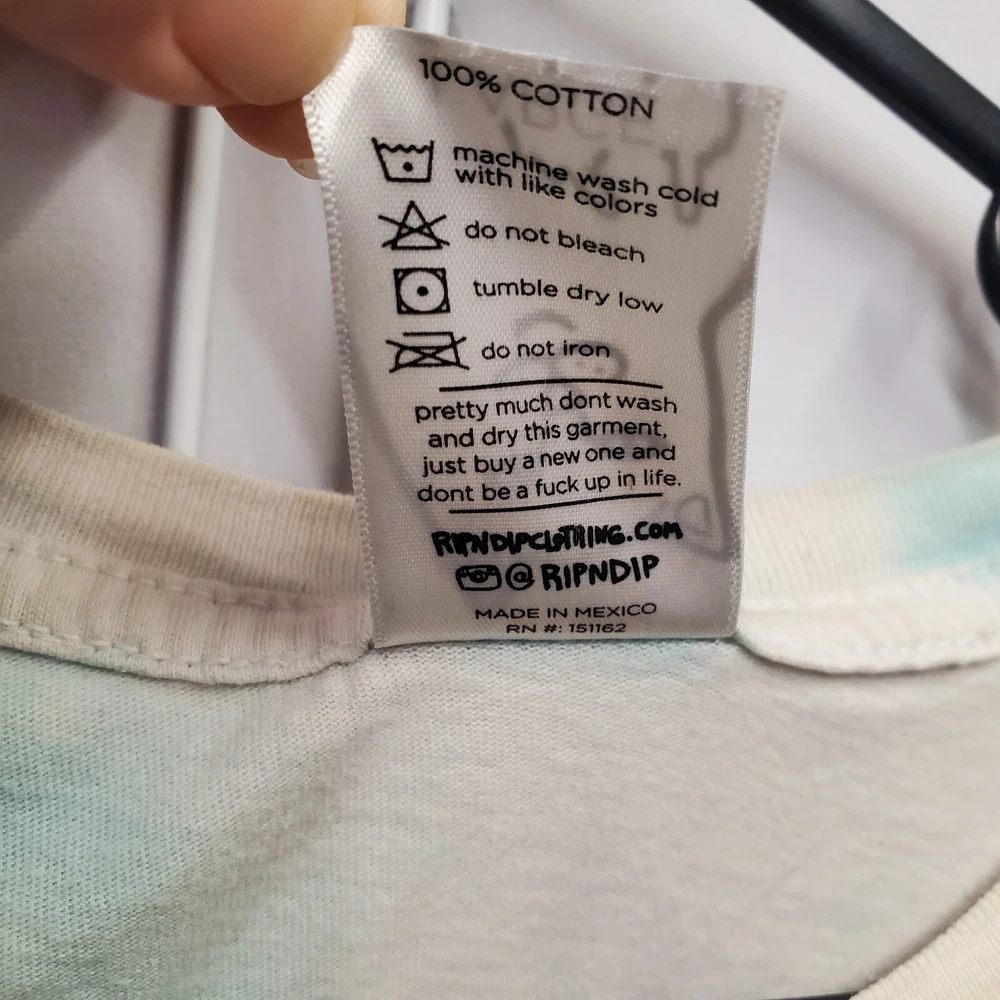 100% COTTON
machine wash cold
with like colors
do not bleach
tumble dry low
do not iron
pretty much dont wash
and dry this garment,
just buy a new one and
dont be a fuck up in life.
RIPNDIPCLOTHING.COM
@RIPNDIP
MADE IN MEXICO
RN #: 151162